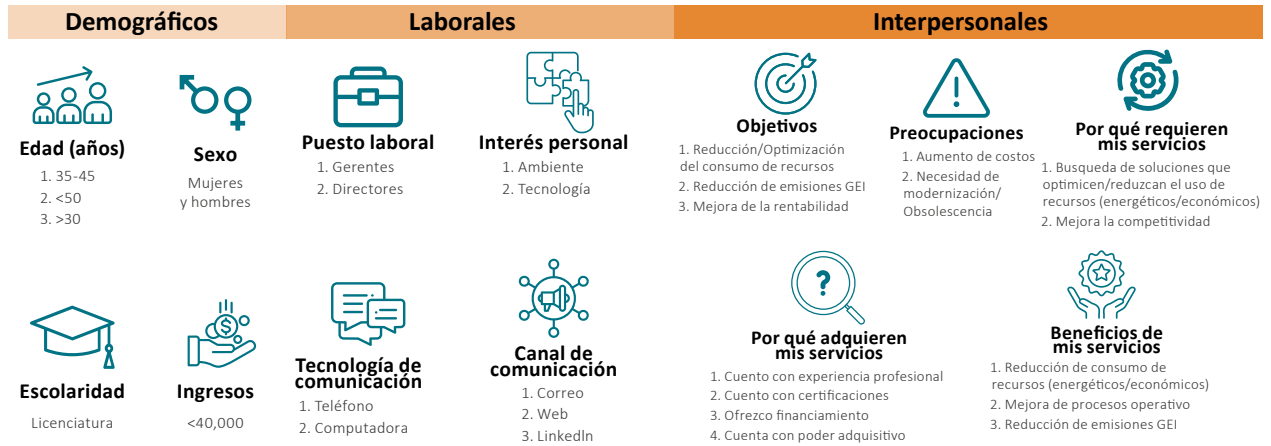 Demográficos
Laborales
Interpersonales
Edad (años)
1. 35-45
2. <50
3. >30
Sexo
Mujeres
y hombres
Puesto laboral
1. Gerentes
2. Directores
Interés personal
1. Ambiente
2. Tecnología
Objetivos
1. Reducción/Optimización
del consumo de recursos
2. Reducción de emisiones GEI
3. Mejora de la rentabilidad
Preocupaciones
1. Aumento de costos
2. Necesidad de
modernización/
Obsolescencia
Por qué requieren
mis servicios
1. Busqueda de soluciones que
optimicen/reduzcan el uso de
recursos (energéticos/económicos)
2. Mejora la competitividad
Escolaridad
Licenciatura
$
Ingresos
<40,000
Tecnología de
comunicación
1. Teléfono
2. Computadora
Canal de
comunicación
1. Correo
2. Web
3. LinkedIn
?
Por qué adquieren
mis servicios
1. Cuento con experiencia profesional
2. Cuento con certificaciones
3. Ofrezco financiamiento
4. Cuenta con poder adquisitivo
Beneficios de
mis servicios
1. Reducción de consumo de
recursos (energéticos/económicos)
2. Mejora de procesos operativo
3. Reducción de emisiones GEI